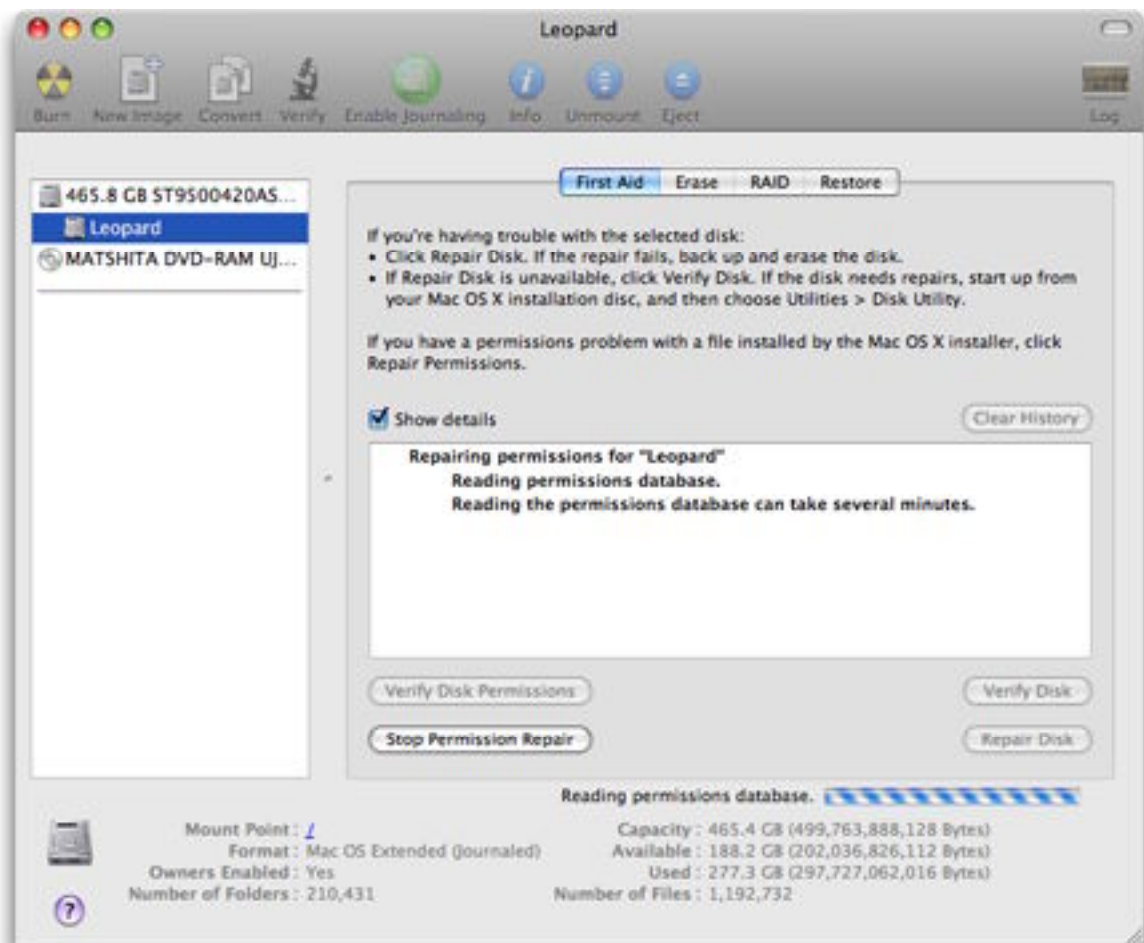 Leopard
Burn New Image Convert Verify Enable Journaling Info Unmount Eject Log
465.8 GB ST9500420AS...
Leopard
MATSHITA DVD-RAM UJ...
First Aid Erase RAID Restore
If you're having trouble with the selected disk:
• Click Repair Disk. If the repair fails, back up and erase the disk.
• If Repair Disk is unavailable, click Verify Disk. If the disk needs repairs, start up from
your Mac OS X installation disc, and then choose Utilities > Disk Utility.
If you have a permissions problem with a file installed by the Mac OS X installer, click
Repair Permissions.
Show details Clear History
Repairing permissions for "Leopard"
Reading permissions database.
Reading the permissions database can take several minutes.
Verify Disk Permissions Verify Disk
Stop Permission Repair Repair Disk
Reading permissions database.
Mount Point : /
Format : Mac OS Extended (Journaled)
Owners Enabled : Yes
Number of Folders : 210,431
Capacity : 465.4 GB (499,763,888,128 Bytes)
Available : 188.2 GB (202,036,826,112 Bytes)
Used : 277.3 GB (297,727,062,016 Bytes)
Number of Files : 1,192,732
?